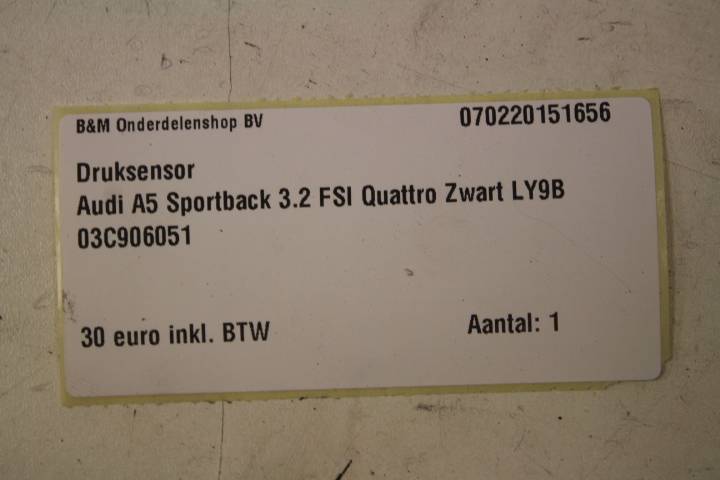 B&M Onderdelenshop BV 070220151656
Druksensor
Audi A5 Sportback 3.2 FSI Quattro Zwart LY9B
03C906051
30 euro inkl. BTW Aantal: 1